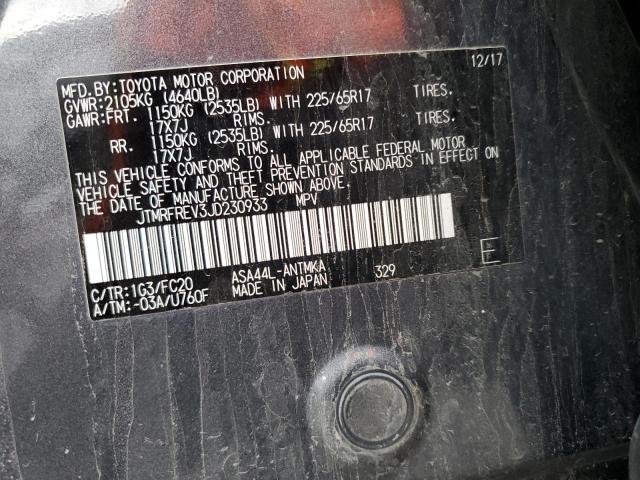 MFD.BY:TOYOTA MOTOR CORPORATION 12/17
GVWR:2105KG (4640LB)
GAWR:FRT. 1150KG (2535LB) WITH 225/65R17 TIRES.
17X7J RIMS.
RR. 1150KG (2535LB) WITH 225/65R17 TIRES.
17X7J RIMS.
THIS VEHICLE CONFORMS TO ALL APPLICABLE FEDERAL MOTOR
VEHICLE SAFETY AND THEFT PREVENTION STANDARDS IN EFFECT ON
THE DATE OF MANUFACTURE SHOWN ABOVE.
JTMRFREV3JD230933 MPV
C/TR:1G3/FC20 ASA44L-ANTMKA 329 E
A/TM:-03A/U760F MADE IN JAPAN